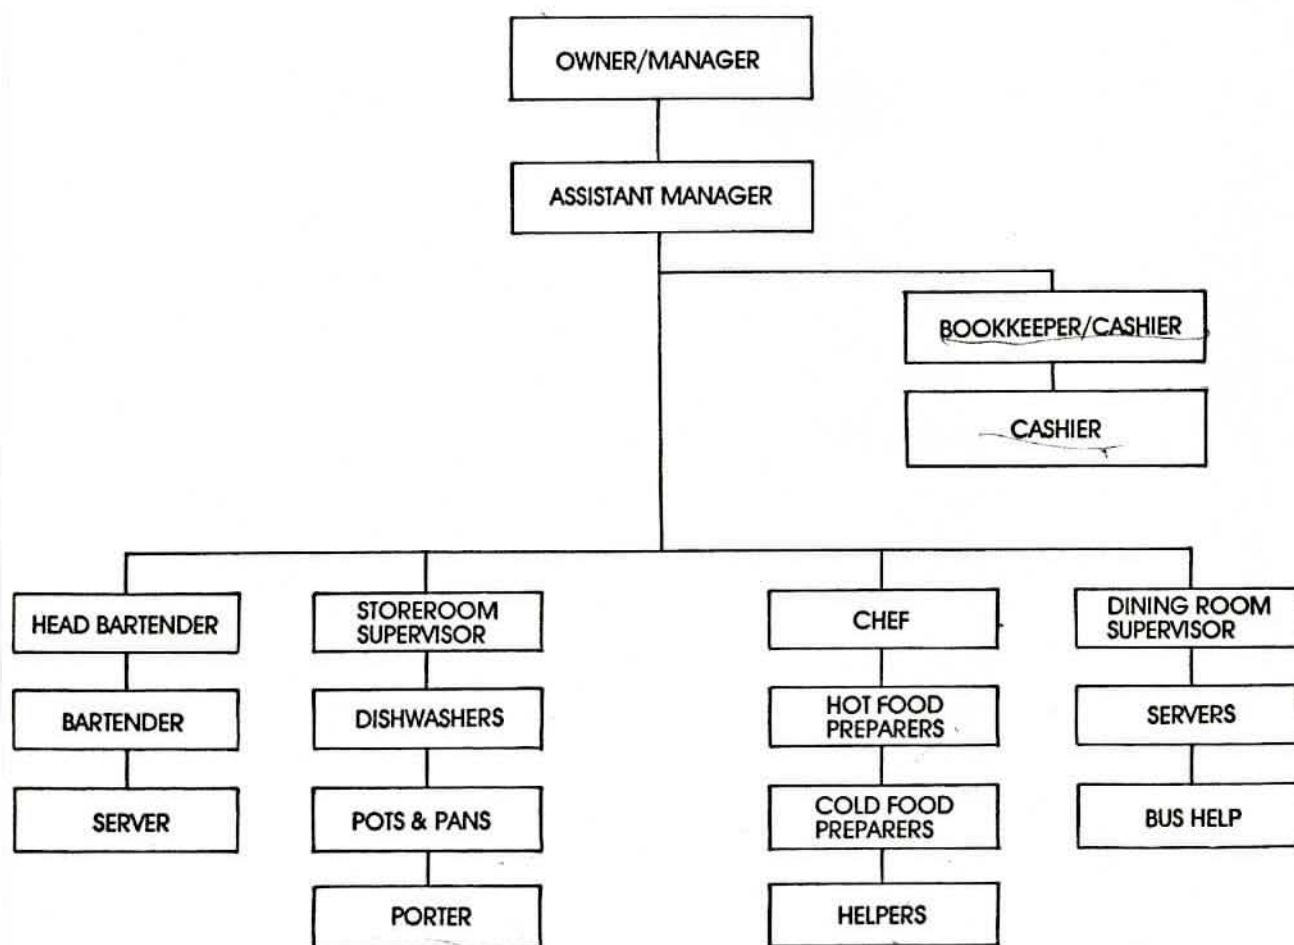 OWNER/MANAGER
ASSISTANT MANAGER
BOOKKEEPER/CASHIER
CASHIER
HEAD BARTENDER
BARTENDER
SERVER
STOREROOM
SUPERVISOR
DISHWASHERS
POTS & PANS
PORTER
CHEF
HOT FOOD
PREPARERS
COLD FOOD
PREPARERS
HELPERS
DINING ROOM
SUPERVISOR
SERVERS
BUS HELP